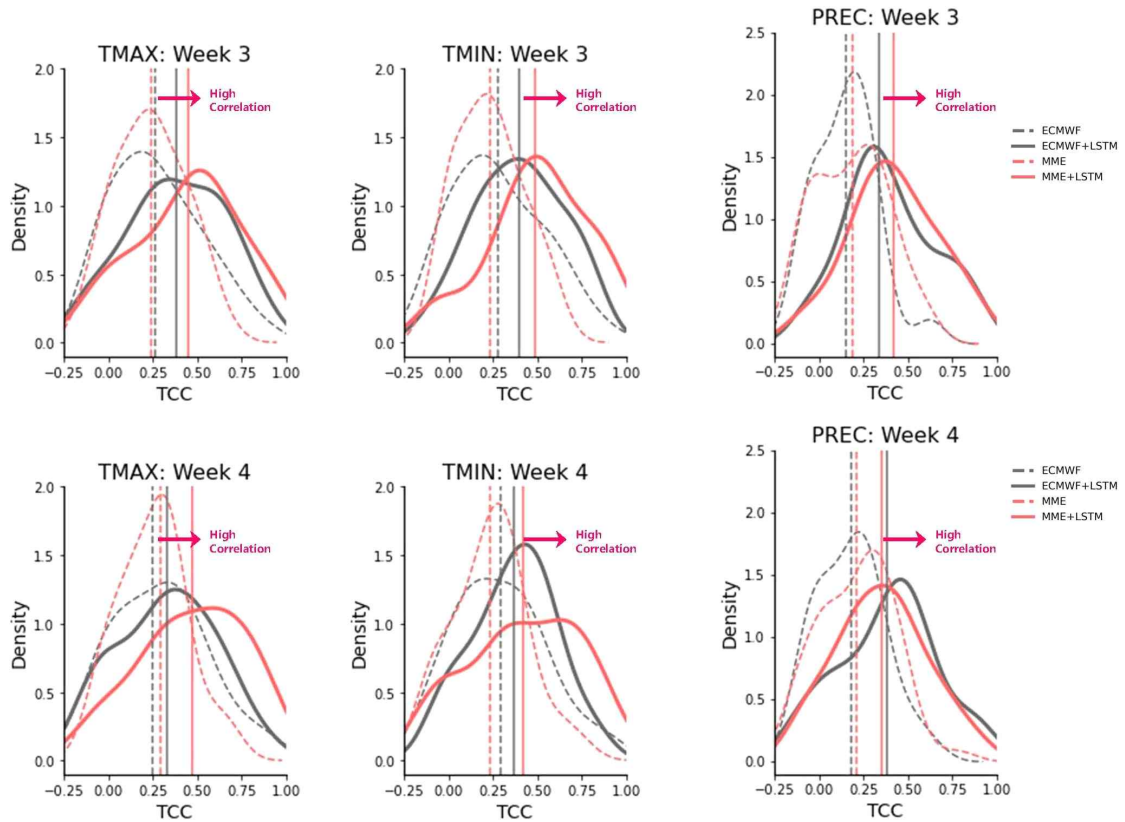 TMAX: Week 3
2.0
1.5
1.0
0.5
0.0
Density
−0.25 0.00 0.25 0.50 0.75 1.00
TCC
High
Correlation
TMIN: Week 3
2.0
1.5
1.0
0.5
0.0
Density
−0.25 0.00 0.25 0.50 0.75 1.00
TCC
High
Correlation
PREC: Week 3
2.5
2.0
1.5
1.0
0.5
0.0
Density
−0.25 0.00 0.25 0.50 0.75 1.00
TCC
High
Correlation
ECMWF
ECMWF+LSTM
MME
MME+LSTM
TMAX: Week 4
2.0
1.5
1.0
0.5
0.0
Density
−0.25 0.00 0.25 0.50 0.75 1.00
TCC
High
Correlation
TMIN: Week 4
2.0
1.5
1.0
0.5
0.0
Density
−0.25 0.00 0.25 0.50 0.75 1.00
TCC
High
Correlation
PREC: Week 4
2.5
2.0
1.5
1.0
0.5
0.0
Density
−0.25 0.00 0.25 0.50 0.75 1.00
TCC
High
Correlation
ECMWF
ECMWF+LSTM
MME
MME+LSTM